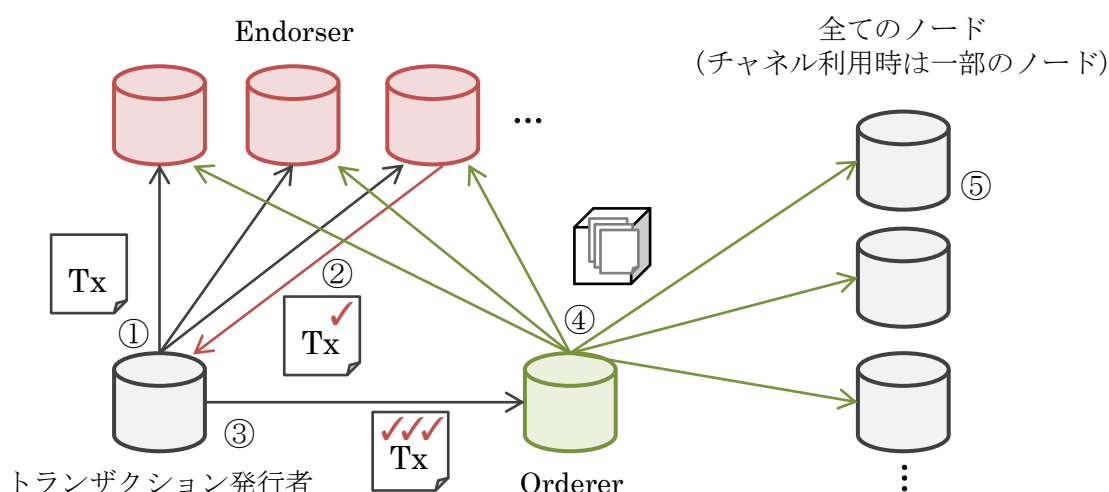 Endorser
全てのノード
(チャネル利用時は一部のノード)
…
⑤
Tx
②
①
Tx
④
③
Tx
トランザクション発行者
Orderer
⋮